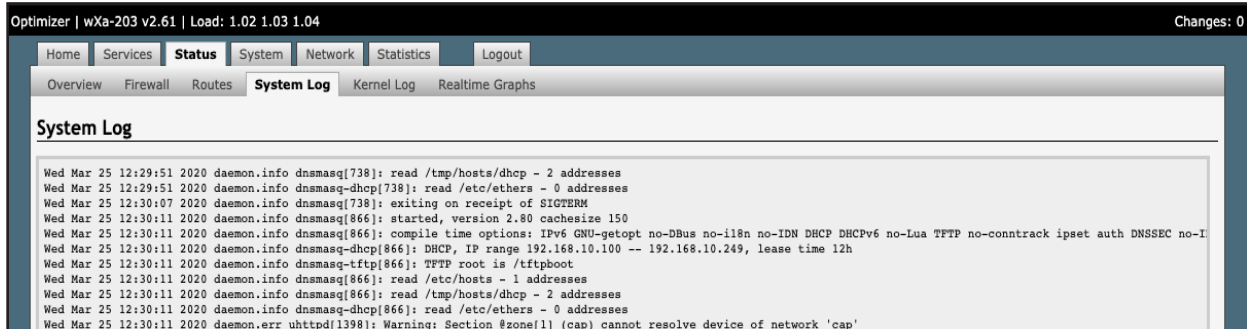 Optimizer | wXa-203 v2.61 | Load: 1.02 1.03 1.04 Changes: 0
Home Services Status System Network Statistics Logout
Overview Firewall Routes System Log Kernel Log Realtime Graphs
System Log
Wed Mar 25 12:29:51 2020 daemon.info dnsmasq[738]: read /tmp/hosts/dhcp - 2 addresses
Wed Mar 25 12:29:51 2020 daemon.info dnsmasq-dhcp[738]: read /etc/ethers - 0 addresses
Wed Mar 25 12:30:07 2020 daemon.info dnsmasq[738]: exiting on receipt of SIGTERM
Wed Mar 25 12:30:11 2020 daemon.info dnsmasq[866]: started, version 2.80 cachesize 150
Wed Mar 25 12:30:11 2020 daemon.info dnsmasq[866]: compile time options: IPv6 GNU-getopt no-DBus no-i18n no-IDN DHCP DHCPv6 no-Lua TFTP no-conntrack ipset auth DNSSEC
Wed Mar 25 12:30:11 2020 daemon.info dnsmasq-dhcp[866]: DHCP, IP range 192.168.10.100 -- 192.168.10.249, lease time 12h
Wed Mar 25 12:30:11 2020 daemon.info dnsmasq-tftp[866]: TFTP root is /tftpboot
Wed Mar 25 12:30:11 2020 daemon.info dnsmasq[866]: read /etc/hosts - 1 addresses
Wed Mar 25 12:30:11 2020 daemon.info dnsmasq[866]: read /tmp/hosts/dhcp - 2 addresses
Wed Mar 25 12:30:11 2020 daemon.info dnsmasq-dhcp[866]: read /etc/ethers - 0 addresses
Wed Mar 25 12:30:11 2020 daemon.err uhttpd[1398]: Warning: Section @zone[1] (cap) cannot resolve device of network 'cap'